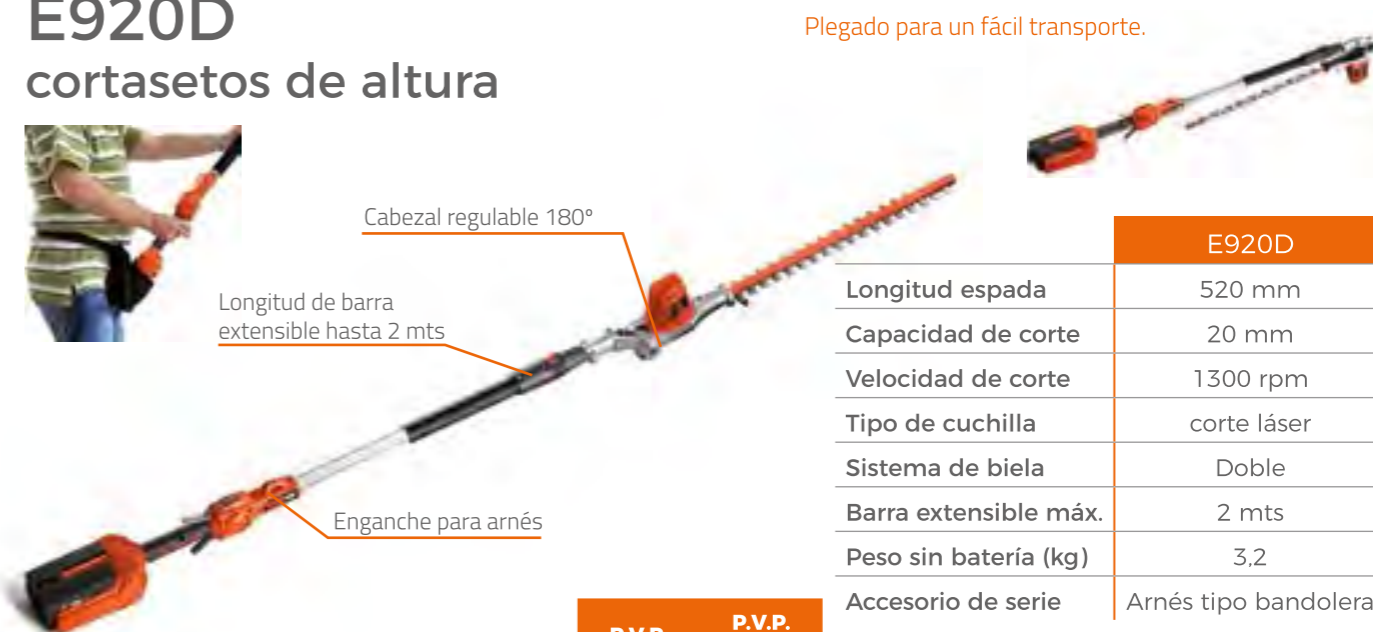 E920D
cortasetos de altura
Plegado para un fácil transporte.
Cabezal regulable 180º
Longitud de barra
extensible hasta 2 mts
Enganche para arnés
E920D
Longitud espada 520 mm
Capacidad de corte 20 mm
Velocidad de corte 1300 rpm
Tipo de cuchilla corte láser
Sistema de biela Doble
Barra extensible máx. 2 mts
Peso sin batería (kg) 3,2
Accesorio de serie Arnés tipo bandolera
P.V.P.
P.V.P.